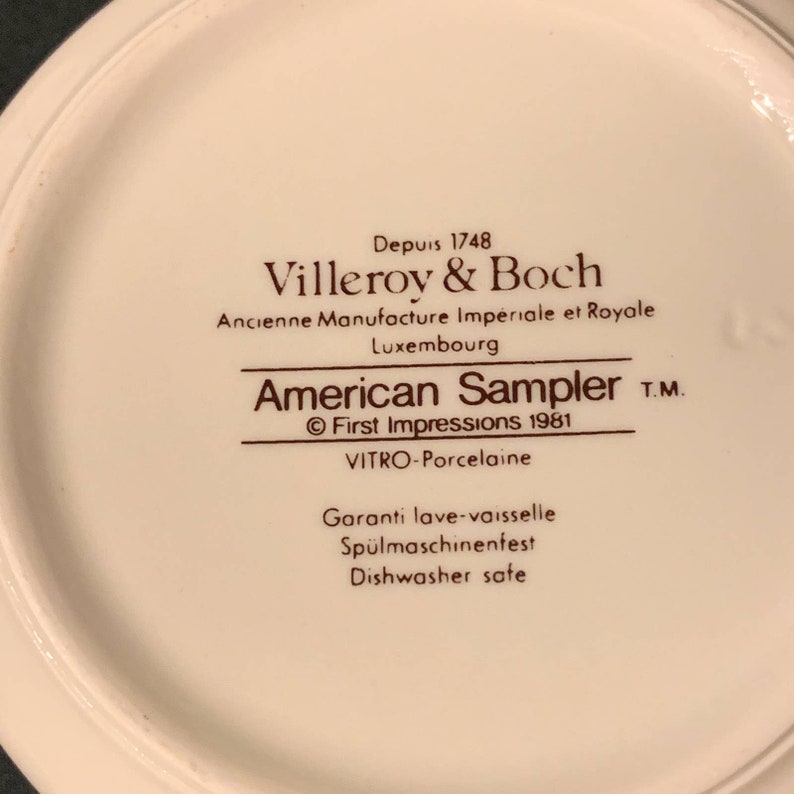 Depuis 1748
Villeroy & Boch
Ancienne Manufacture Impériale et Royale
Luxembourg
American Sampler T.M.
© First Impressions 1981
VITRO-Porcelaine
Garanti lave-vaisselle
Spülmaschinenfest
Dishwasher safe